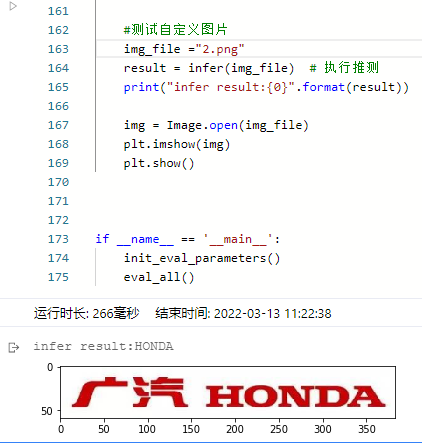 161
162 #测试自定义图片
163 img_file ="2.png"
164 result = infer(img_file)  # 执行推测
165 print("infer result:{0}".format(result))
166
167 img = Image.open(img_file)
168 plt.imshow(img)
169 plt.show()
170
171
172
173 if __name__ == '__main__':
174 init_eval_parameters()
175 eval_all()
运行时长: 266毫秒 结束时间: 2022-03-13 11:22:38
infer result:HONDA
0
广汽 HONDA
50
0 50 100 150 200 250 300 350